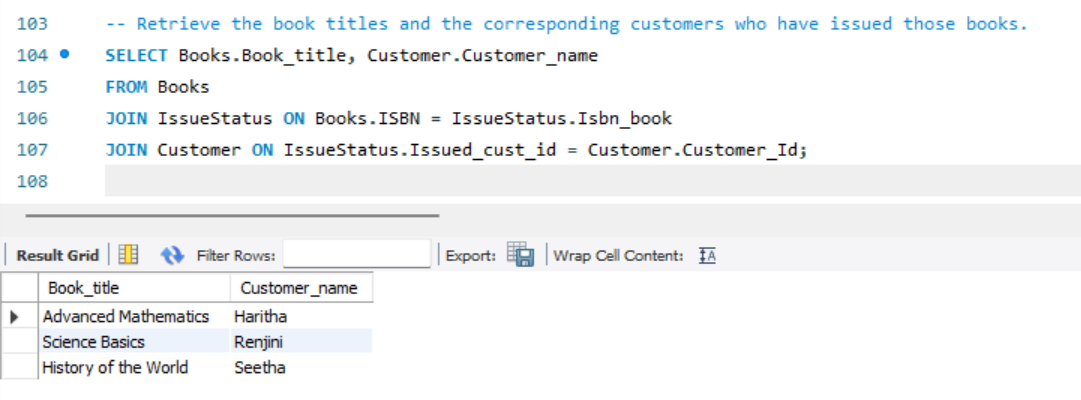 103 -- Retrieve the book titles and the corresponding customers who have issued those books.
104 SELECT Books.Book_title, Customer.Customer_name
105 FROM Books
106 JOIN IssueStatus ON Books.ISBN = IssueStatus.Isbn_book
107 JOIN Customer ON IssueStatus.Issued_cust_id = Customer.Customer_Id;
108
Result Grid Filter Rows: Export: Wrap Cell Content: IA
Book_title Customer_name
Advanced Mathematics Haritha
Science Basics Renjini
History of the World Seetha